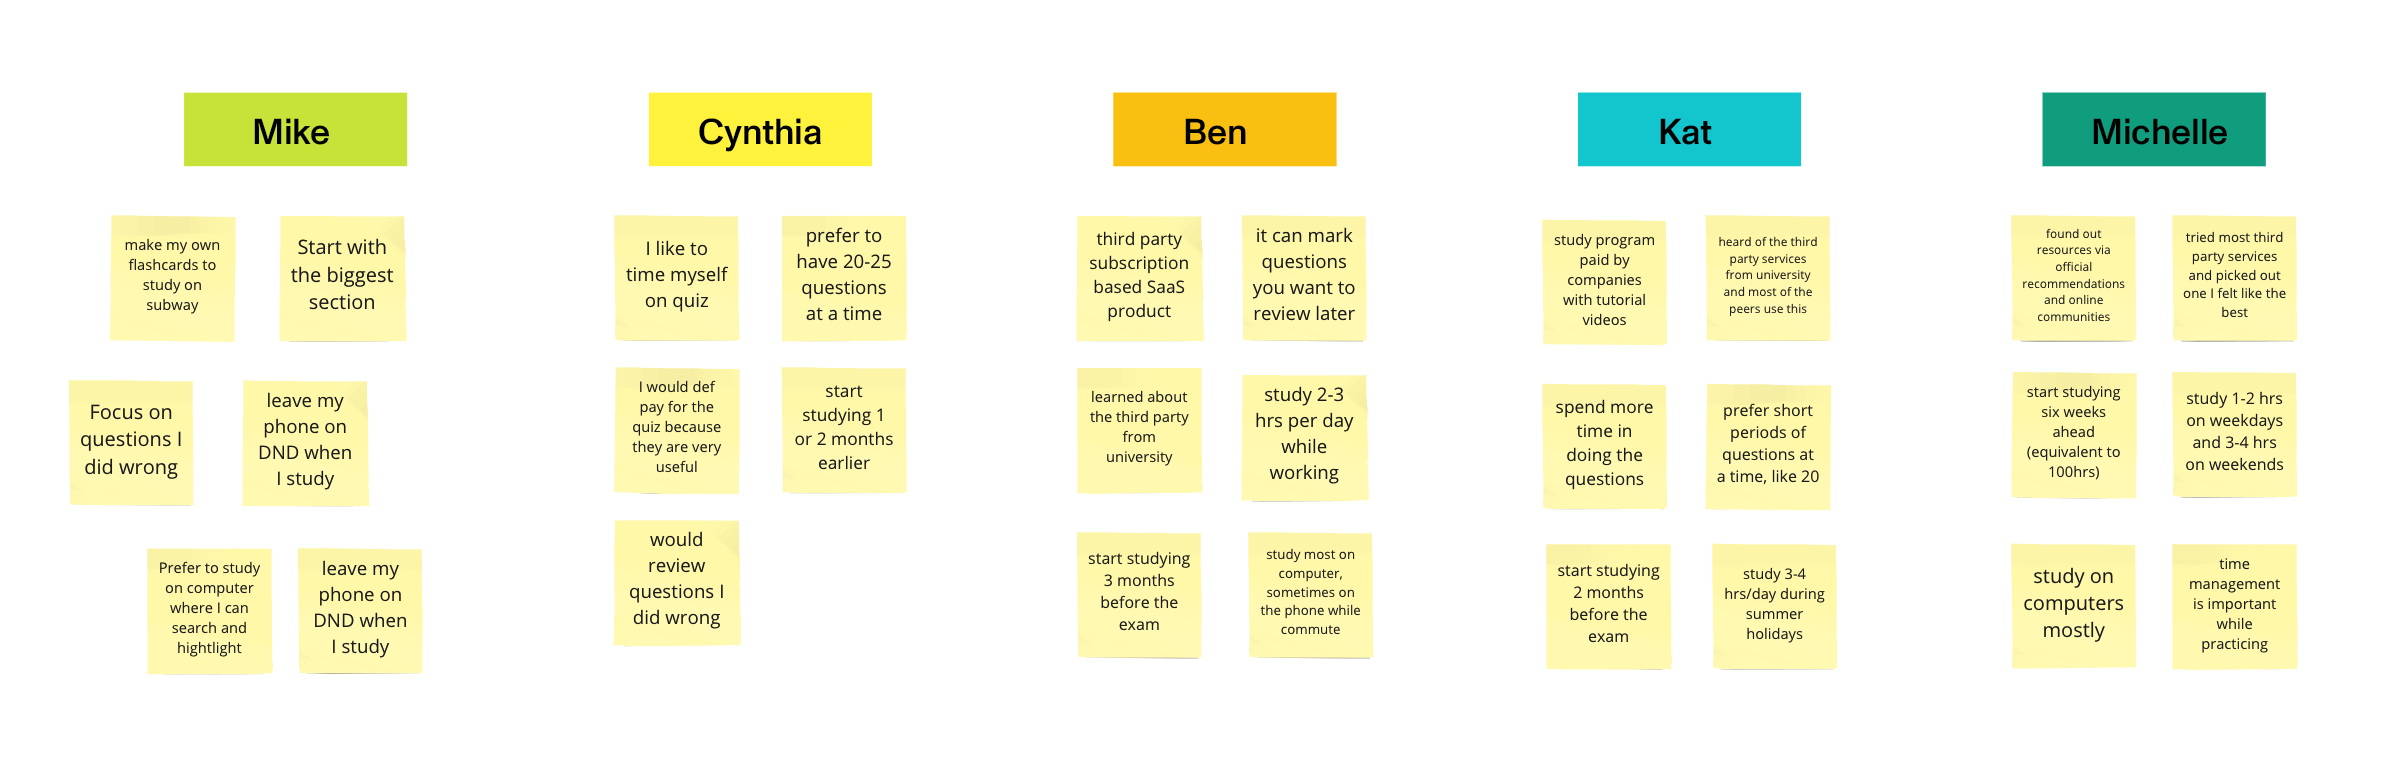 Mike
make my own
flashcards to
study on
subway
Start with
the biggest
section
Focus on
questions I
did wrong
leave my
phone on
DND when
I study
Prefer to study
on computer
where I can
search and
hightlight
leave my
phone on
DND when
I study
Cynthia
I like to
time myself
on quiz
prefer to
have 20-25
questions
at a time
I would def
pay for the
quiz because
they are very
useful
start
studying 1
or 2 months
earlier
would
review
questions I
did wrong
Ben
third party
subscription
based SaaS
product
it can mark
questions
you want to
review later
learned about
the third party
from
university
study 2-3
hrs per day
while
working
start studying
3 months
before the
exam
study most on
computer,
sometimes on
the phone while
commute
Kat
study program
paid by
companies
with tutorial
videos
heard of the third
party services
from university
and most of the
peers use this
spend more
time in
doing the
questions
prefer short
periods of
questions at
a time, like 20
start studying
2 months
before the
exam
study 3-4
hrs/day during
summer
holidays
Michelle
found out
resources via
official
recommendations
and online
communities
tried most third
party services
and picked out
one I felt like the
best
start studying
six weeks
ahead
(equivalent to
100hrs)
study 1-2 hrs
on weekdays
and 3-4 hrs
on weekends
study on
computers
mostly
time
management
is important
while
practicing